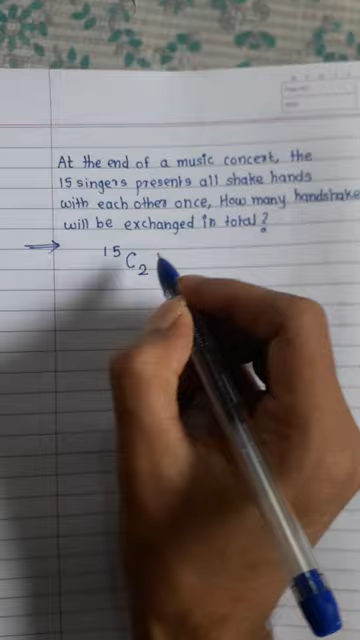 At the end of a music concert, the
15 singers presents all shake hands
with each other once, How many handshake
will be exchanged in total?
⇒ ¹⁵C₂